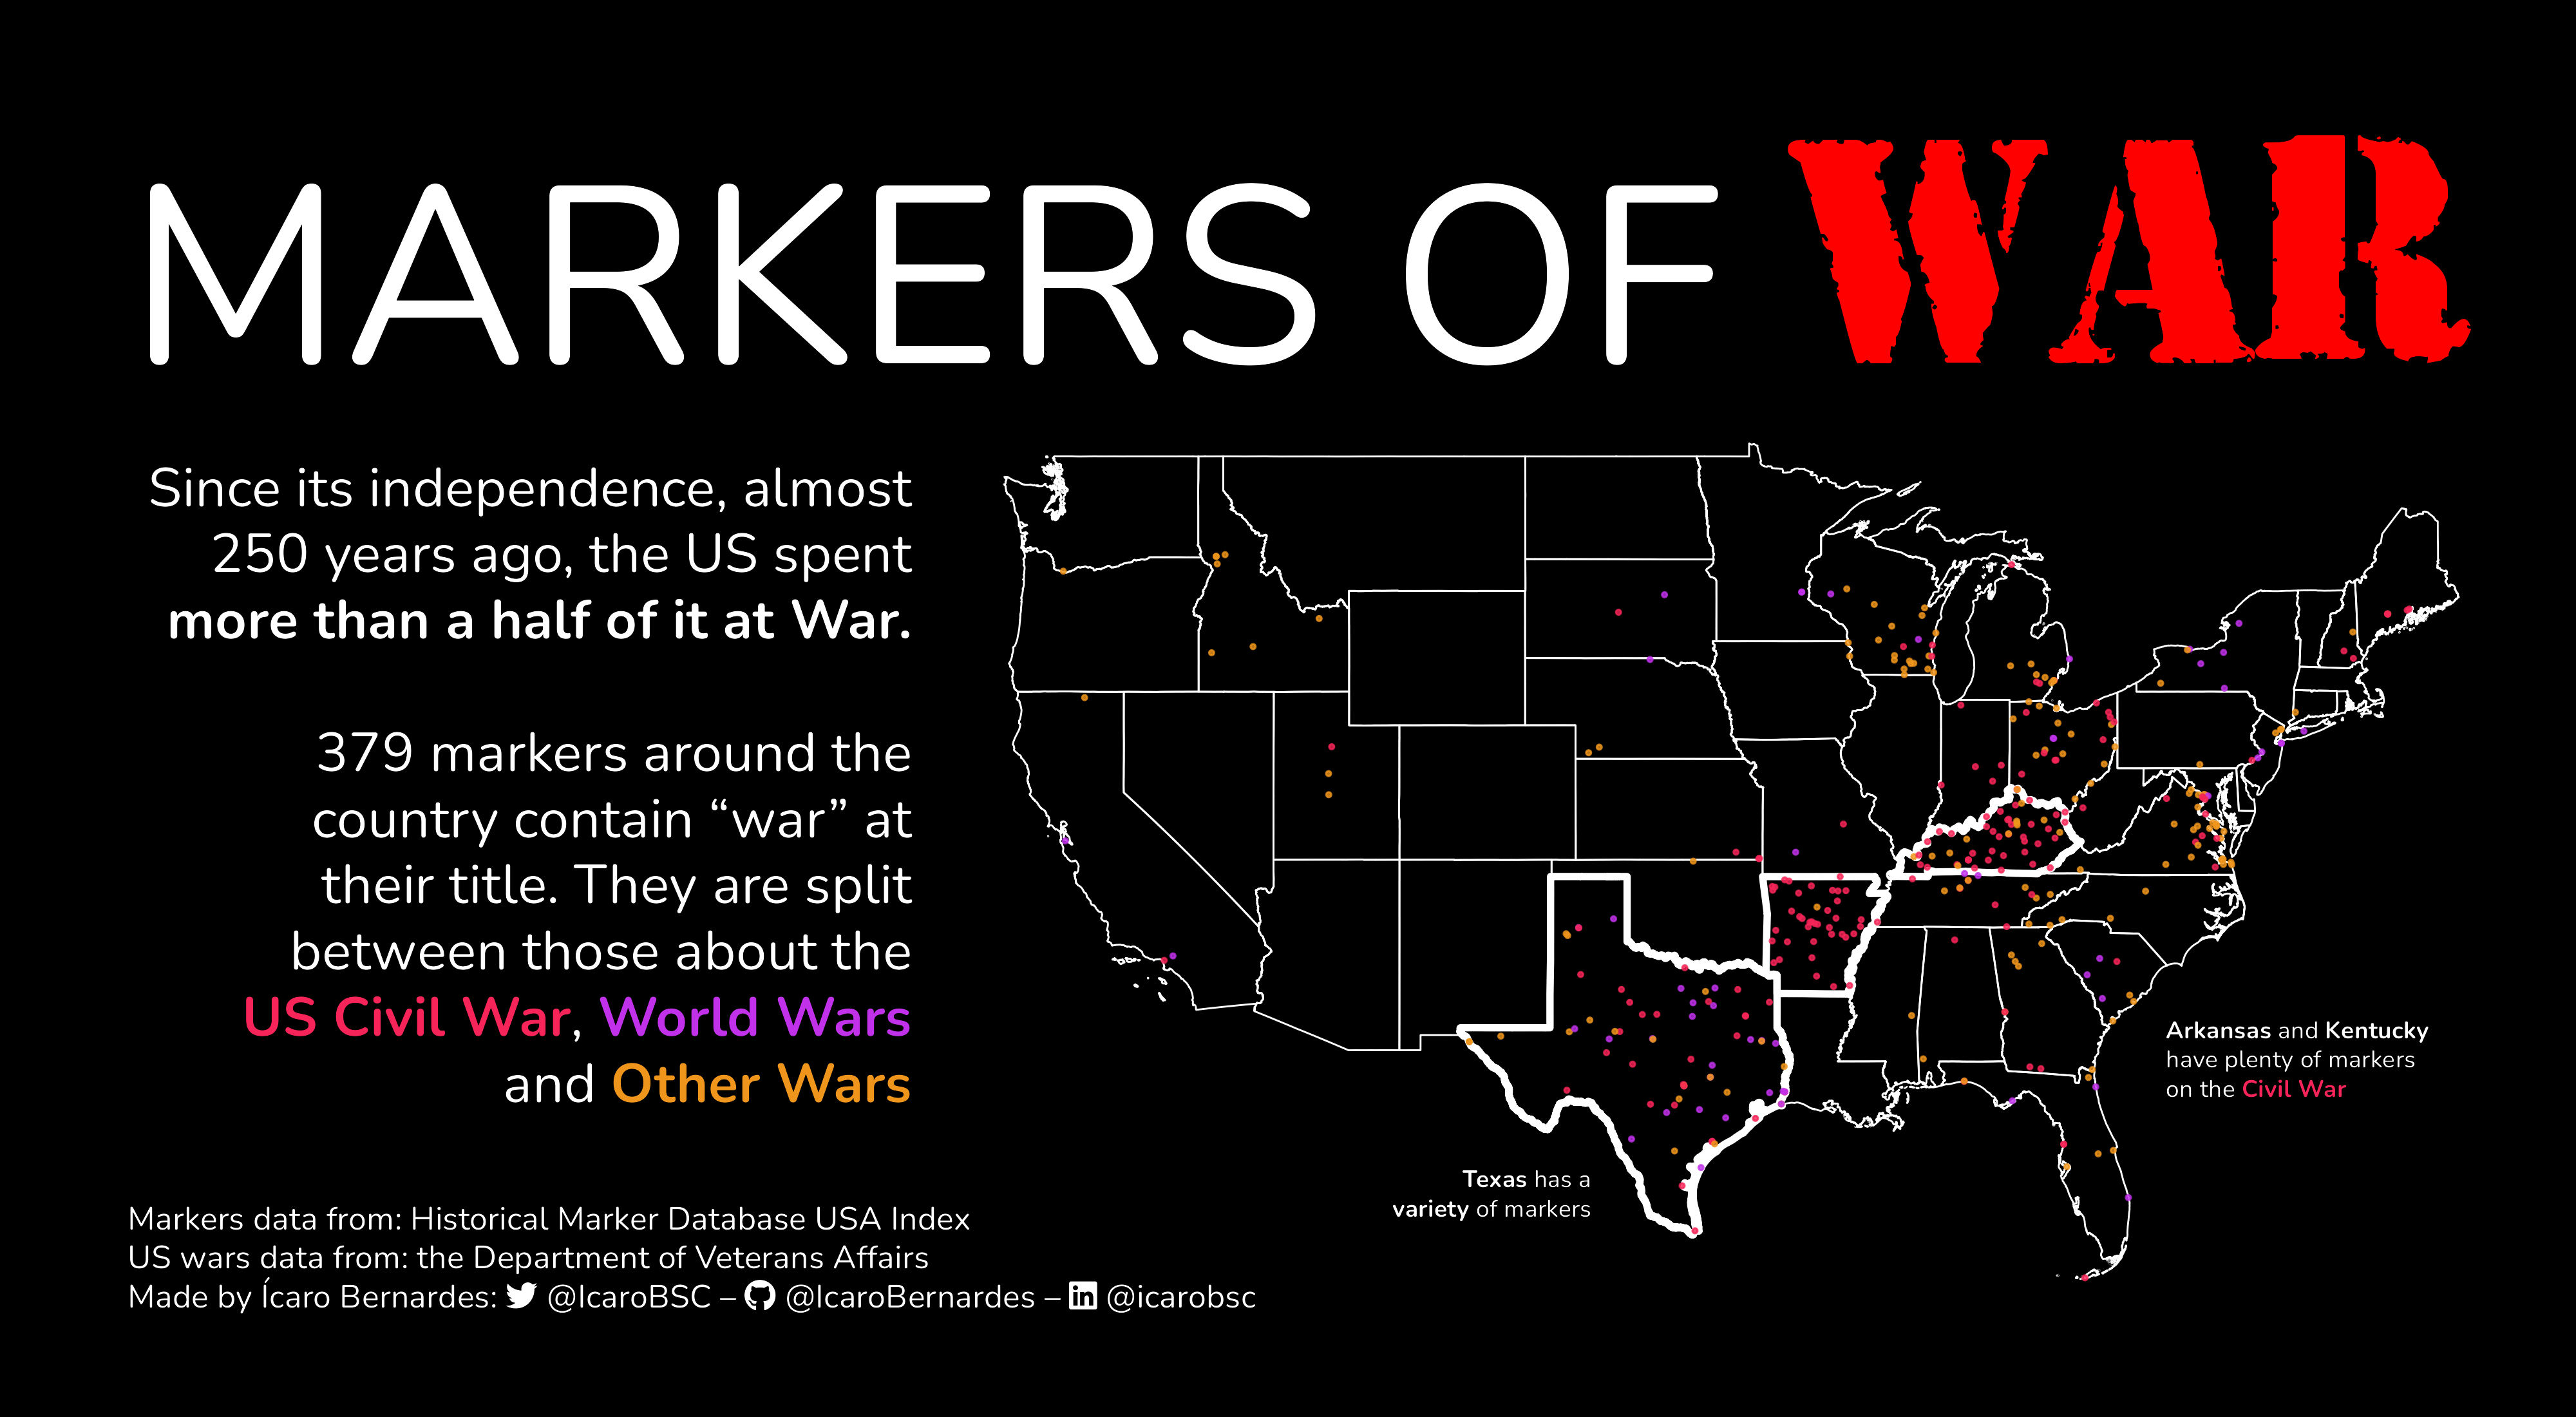 MARKERS OF WAR
Since its independence, almost
250 years ago, the US spent
more than a half of it at War.
379 markers around the
country contain “war” at
their title. They are split
between those about the
US Civil War, World Wars
and Other Wars
Arkansas and Kentucky
have plenty of markers
on the Civil War
Texas has a
variety of markers
Markers data from: Historical Marker Database USA Index
US wars data from: the Department of Veterans Affairs
Made by Ícaro Bernardes: @IcaroBSC – @IcaroBernardes – in @icarobsc